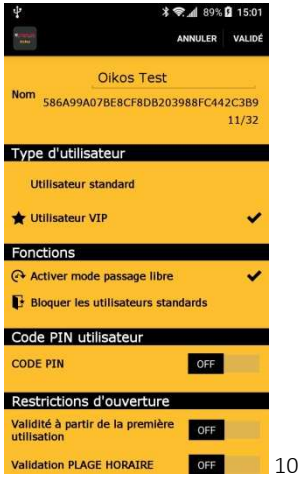 89% 15:01
ANNULER VALIDÉ
Oikos Test
Nom
586A99A07BE8CF8DB203988FC442C3B9
11/32
Type d'utilisateur
Utilisateur standard
Utilisateur VIP
Fonctions
Activer mode passage libre
Bloquer les utilisateurs standards
Code PIN utilisateur
CODE PIN OFF
Restrictions d'ouverture
Validité à partir de la première
utilisation OFF
Validation PLAGE HORAIRE OFF
10